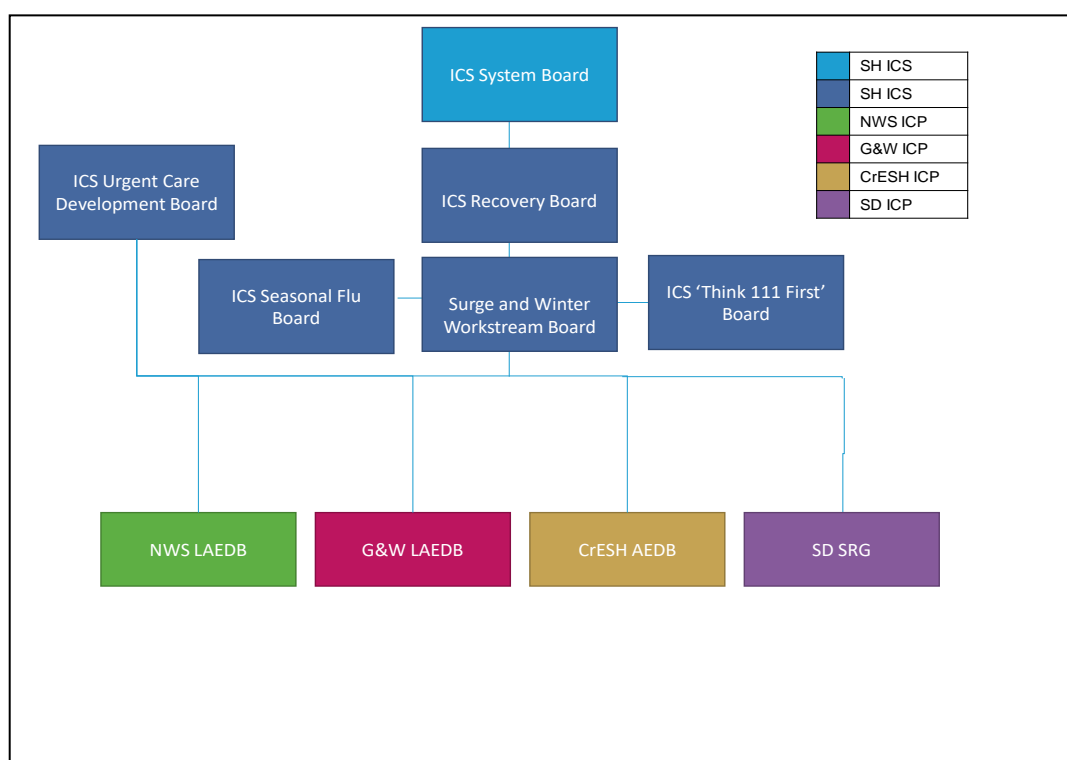 ICS System Board
SH ICS
SH ICS
NWS ICP
G&W ICP
CrESH ICP
SD ICP
ICS Urgent Care
Development Board
ICS Recovery Board
ICS Seasonal Flu
Board
Surge and Winter
Workstream Board
ICS ‘Think 111 First’
Board
NWS LAEDB
G&W LAEDB
CrESH AEDB
SD SRG